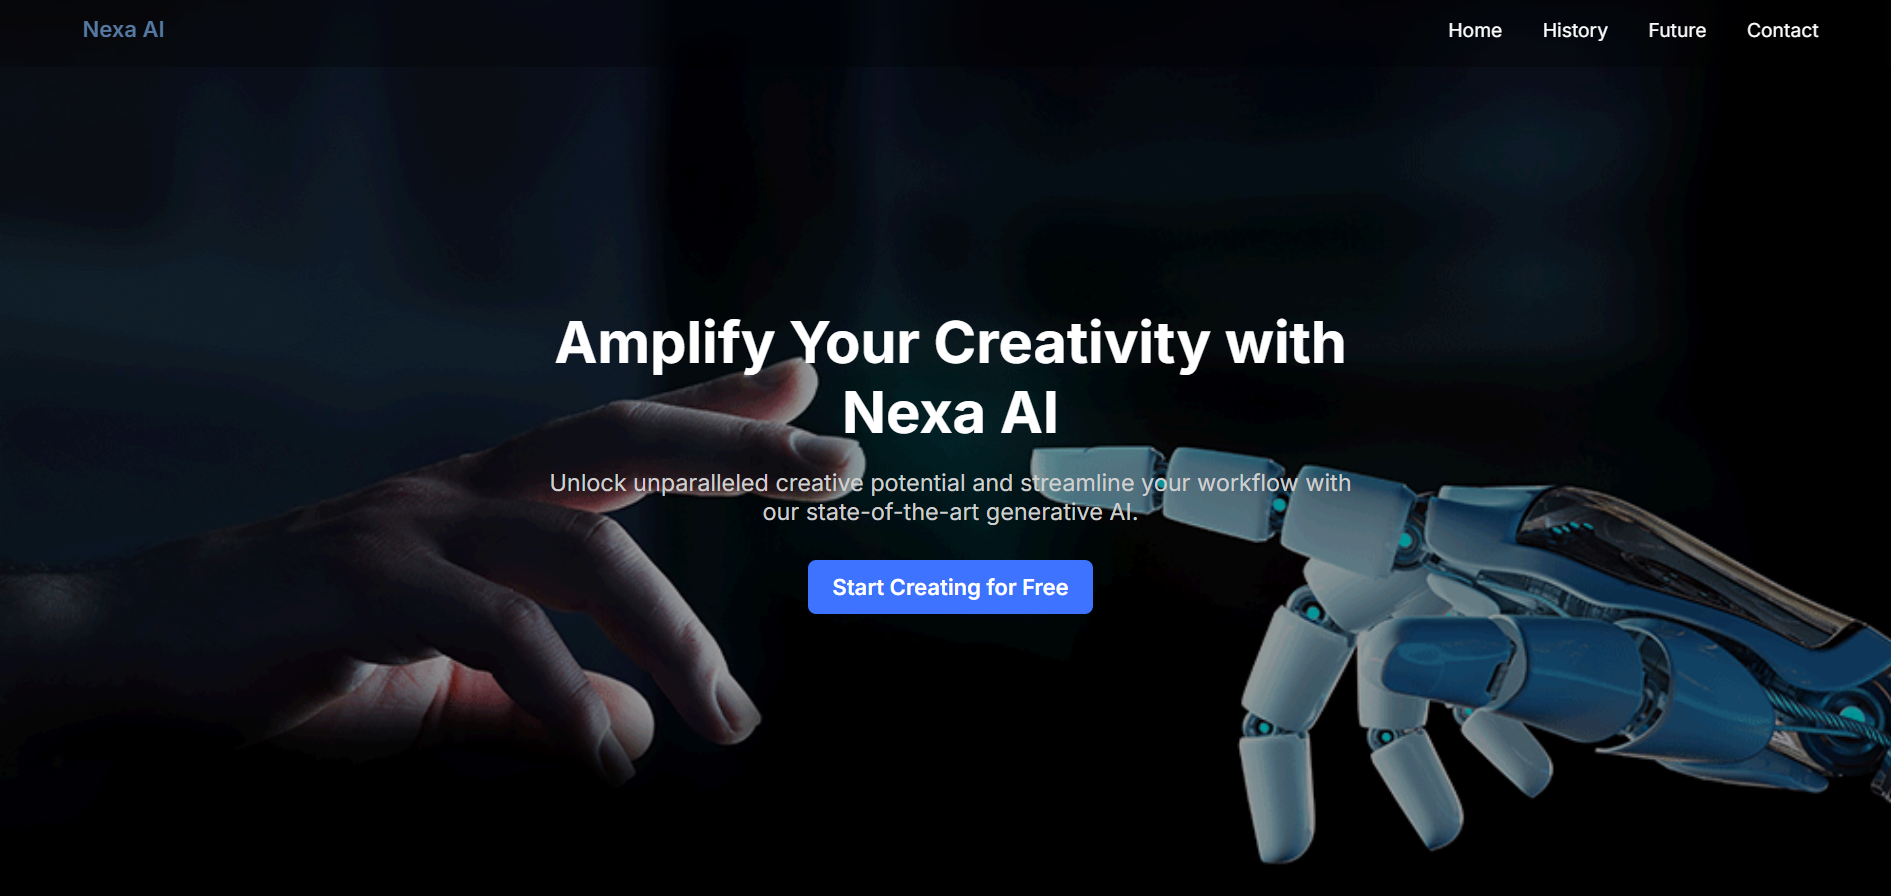 Nexa AI
Home
History
Future
Contact
Amplify Your Creativity with
Nexa AI
Unlock unparalleled creative potential and streamline your workflow with
our state-of-the-art generative AI.
Start Creating for Free